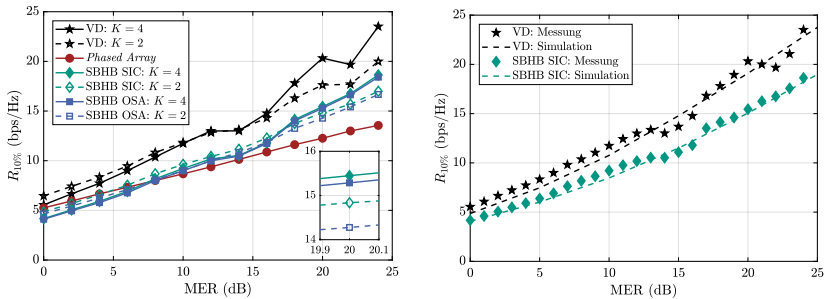 25
20
15
10
5
0
R10% (bps/Hz)
VD: K = 4
VD: K = 2
Phased Array
SBHB SIC: K = 4
SBHB SIC: K = 2
SBHB OSA: K = 4
SBHB OSA: K = 2
16
15
14
19.9 20 20.1
0 5 10 15 20 25
MER (dB)
25
20
15
10
5
0
R10% (bps/Hz)
VD: Messung
VD: Simulation
SBHB SIC: Messung
SBHB SIC: Simulation
0 5 10 15 20 25
MER (dB)